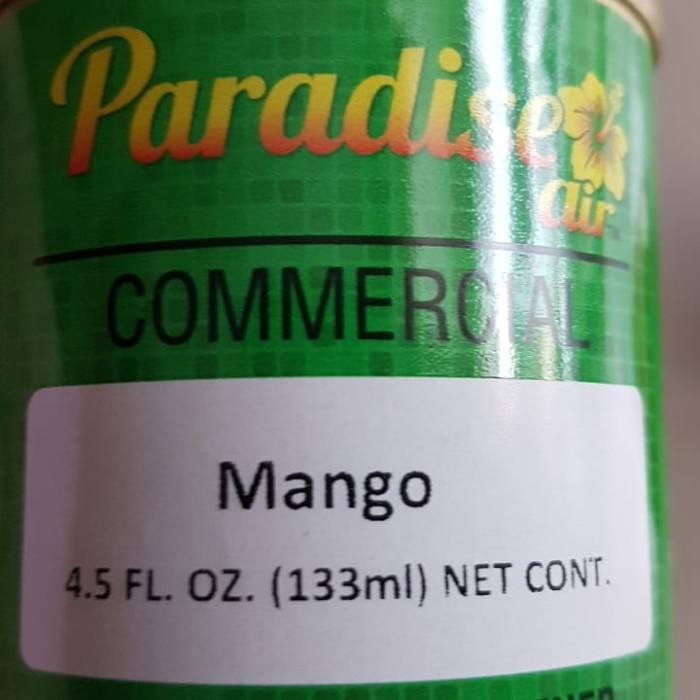 Paradise
air
COMMERCIAL
Mango
4.5 FL. OZ. (133ml) NET CONT.